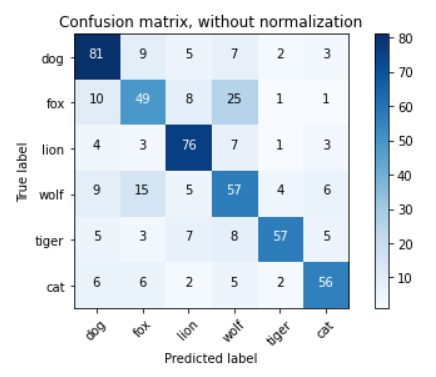 Confusion matrix, without normalization
True label
dog 81 9 5 7 2 3
fox 10 49 8 25 1 1
lion 4 3 76 7 1 3
wolf 9 15 5 57 4 6
tiger 5 3 7 8 57 5
cat 6 6 2 5 2 56
dog fox lion wolf tiger cat
Predicted label
80
70
60
50
40
30
20
10